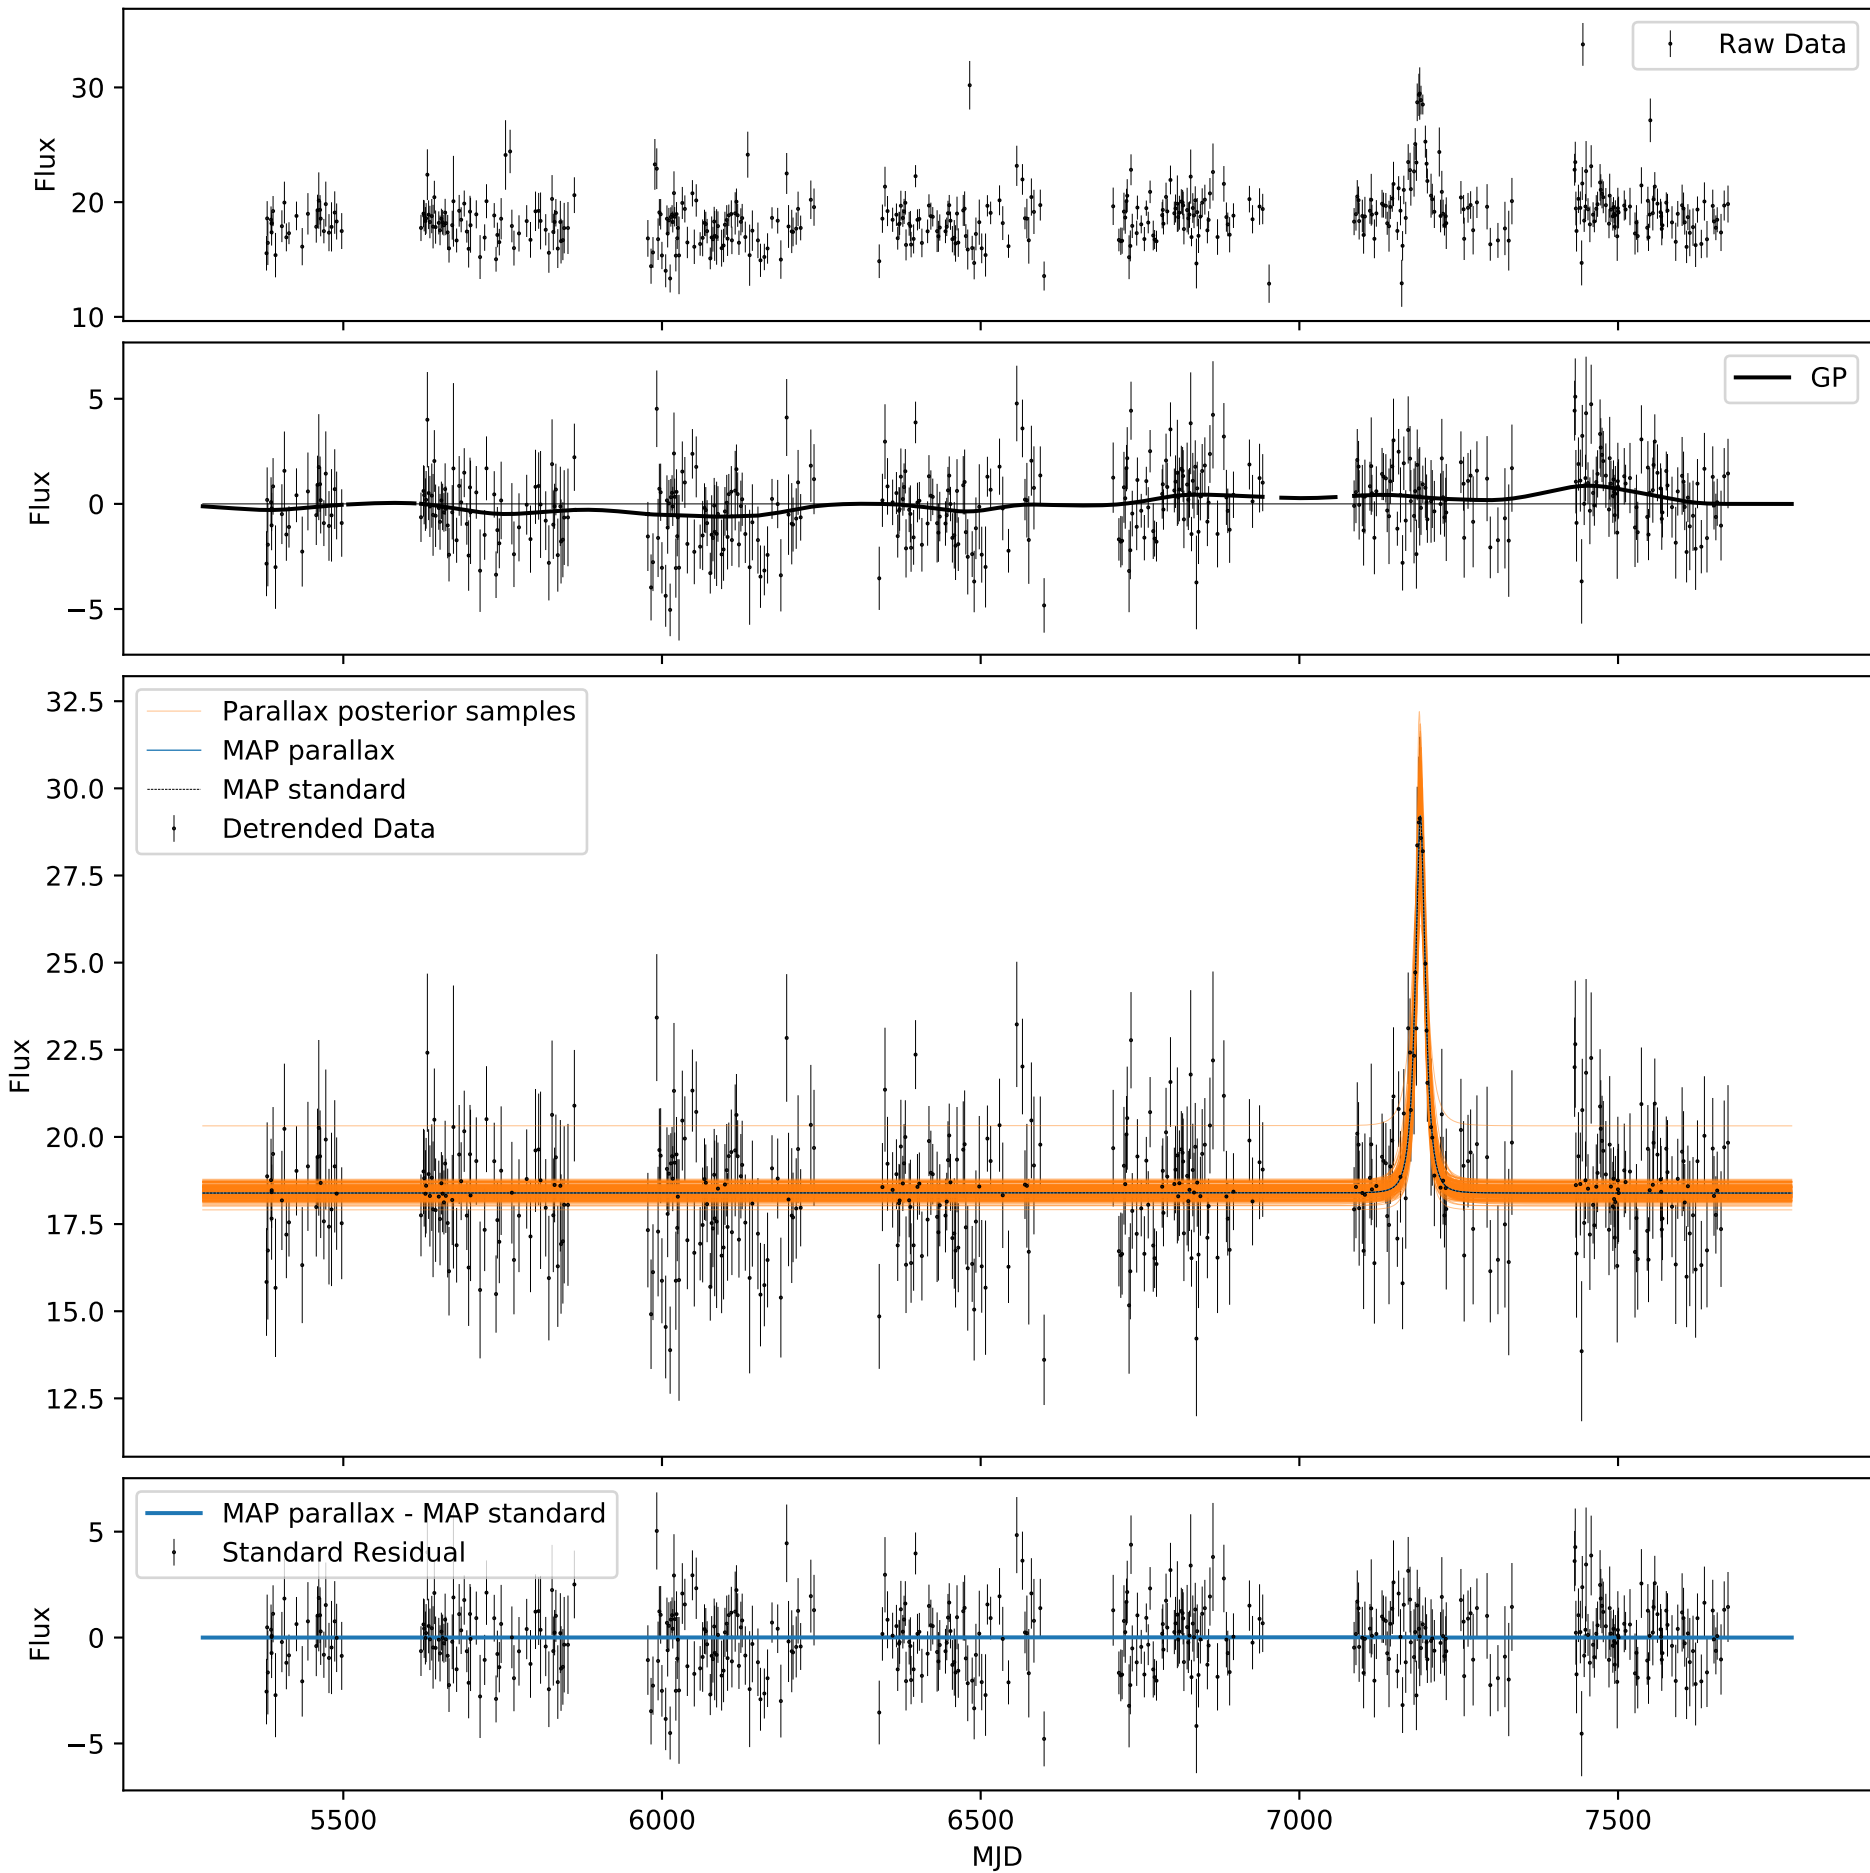 Flux
30
20
10
Raw Data
Flux
5
0
−5
GP
Flux
32.5
30.0
27.5
25.0
22.5
20.0
17.5
15.0
12.5
Parallax posterior samples
MAP parallax
MAP standard
Detrended Data
Flux
5
0
−5
MAP parallax - MAP standard
Standard Residual
5500
6000
6500
7000
7500
MJD